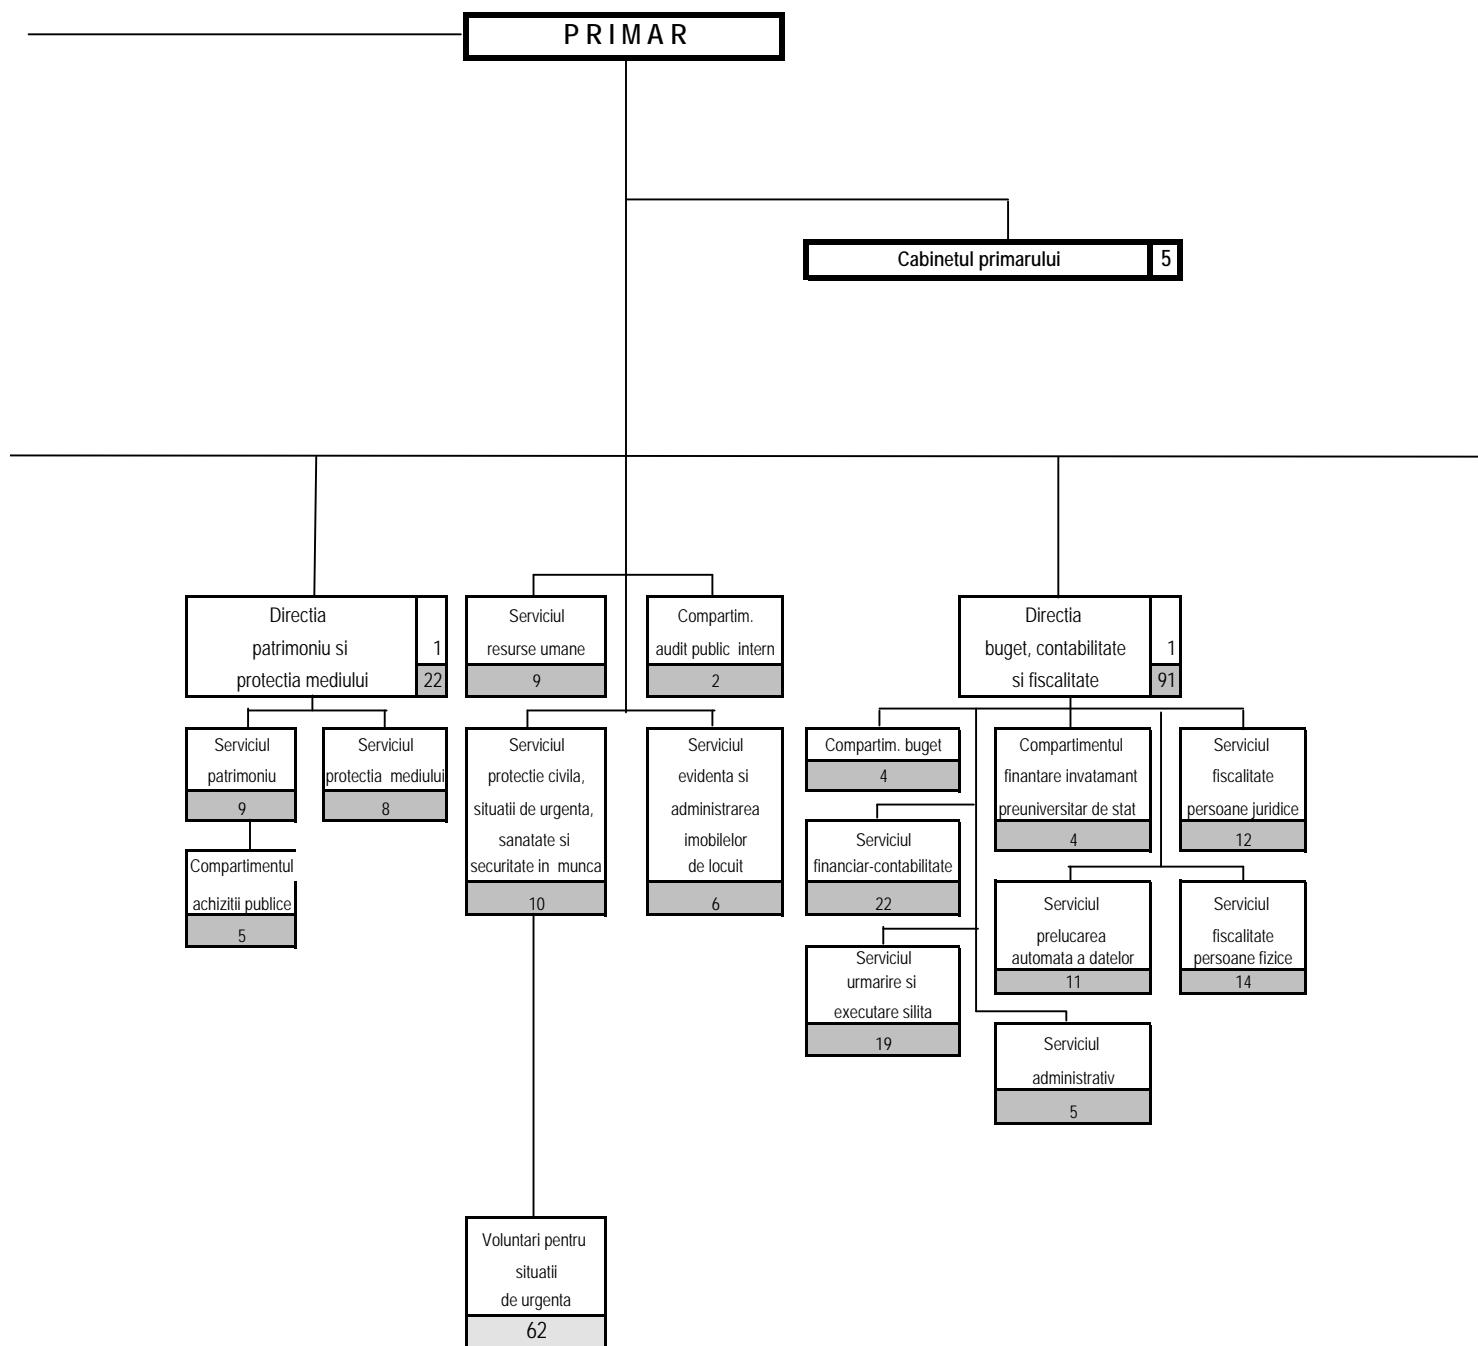 PRIMAR
Cabinetul primarului 5
Directia
patrimoniu si 1
protectia mediului 22
Serviciul
resurse umane
9
Compartim.
audit public intern
2
Directia
buget, contabilitate 1
si fiscalitate 91
Serviciul
patrimoniu
9
Serviciul
protectia mediului
8
Compartimentul
achizitii publice
5
Serviciul
protectie civila,
situatii de urgenta,
sanatate si
securitate in munca
10
Serviciul
evidenta si
administrarea
imobilelor
de locuit
6
Compartim. buget
4
Compartimentul
finantare invatamant
preuniversitar de stat
4
Serviciul
fiscalitate
persoane juridice
12
Serviciul
financiar-contabilitate
22
Serviciul
prelucarea
automata a datelor
11
Serviciul
fiscalitate
persoane fizice
14
Serviciul
urmarire si
executare silita
19
Serviciul
administrativ
5
Voluntari pentru
situatii
de urgenta
62